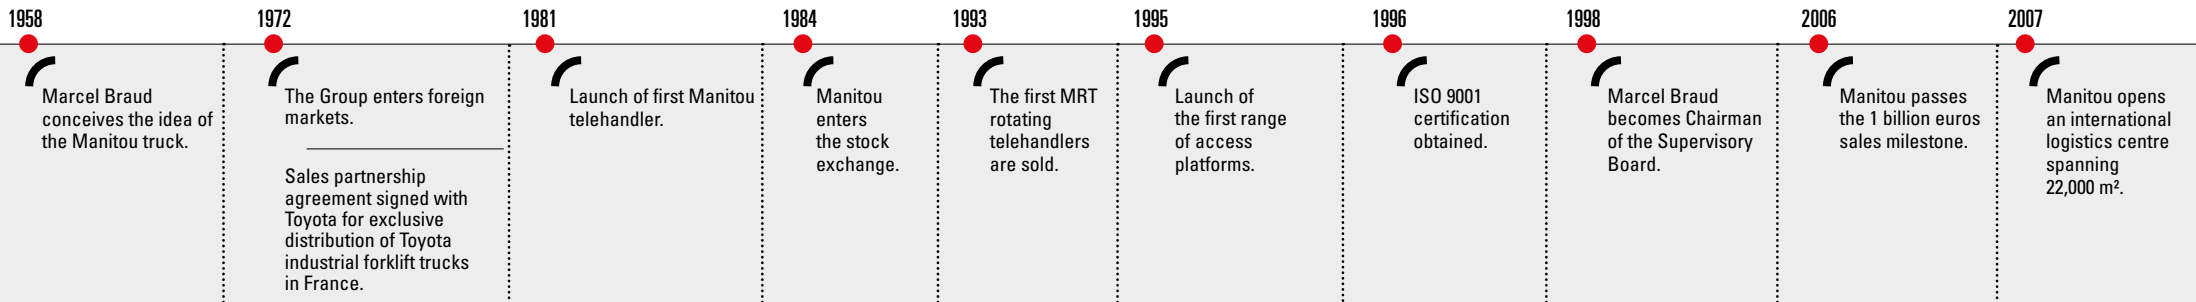 1958
Marcel Braud
conceives the idea of
the Manitou truck.
1972
The Group enters foreign
markets.
Sales partnership
agreement signed with
Toyota for exclusive
distribution of Toyota
industrial forklift trucks
in France.
1981
Launch of first Manitou
telehandler.
1984
Manitou
enters
the stock
exchange.
1993
The first MRT
rotating
telehandlers
are sold.
1995
Launch of
the first range
of access
platforms.
1996
ISO 9001
certification
obtained.
1998
Marcel Braud
becomes Chairman
of the Supervisory
Board.
2006
Manitou passes
the 1 billion euros
sales milestone.
2007
Manitou opens
an international
logistics centre
spanning
22,000 m².